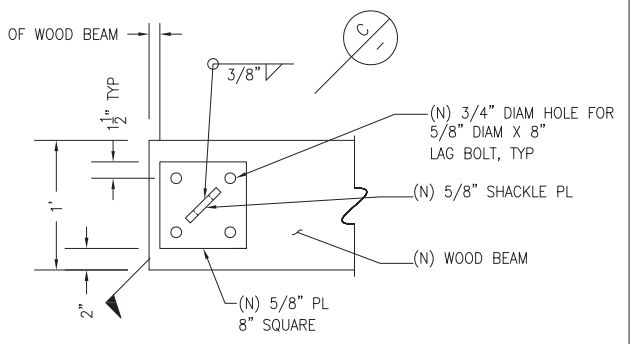 OF WOOD BEAM
C
-
3/8"
1 1/2" TYP
(N) 3/4" DIAM HOLE FOR
5/8" DIAM X 8"
LAG BOLT, TYP
(N) 5/8" SHACKLE PL
1'
(N) WOOD BEAM
2"
(N) 5/8" PL
8" SQUARE